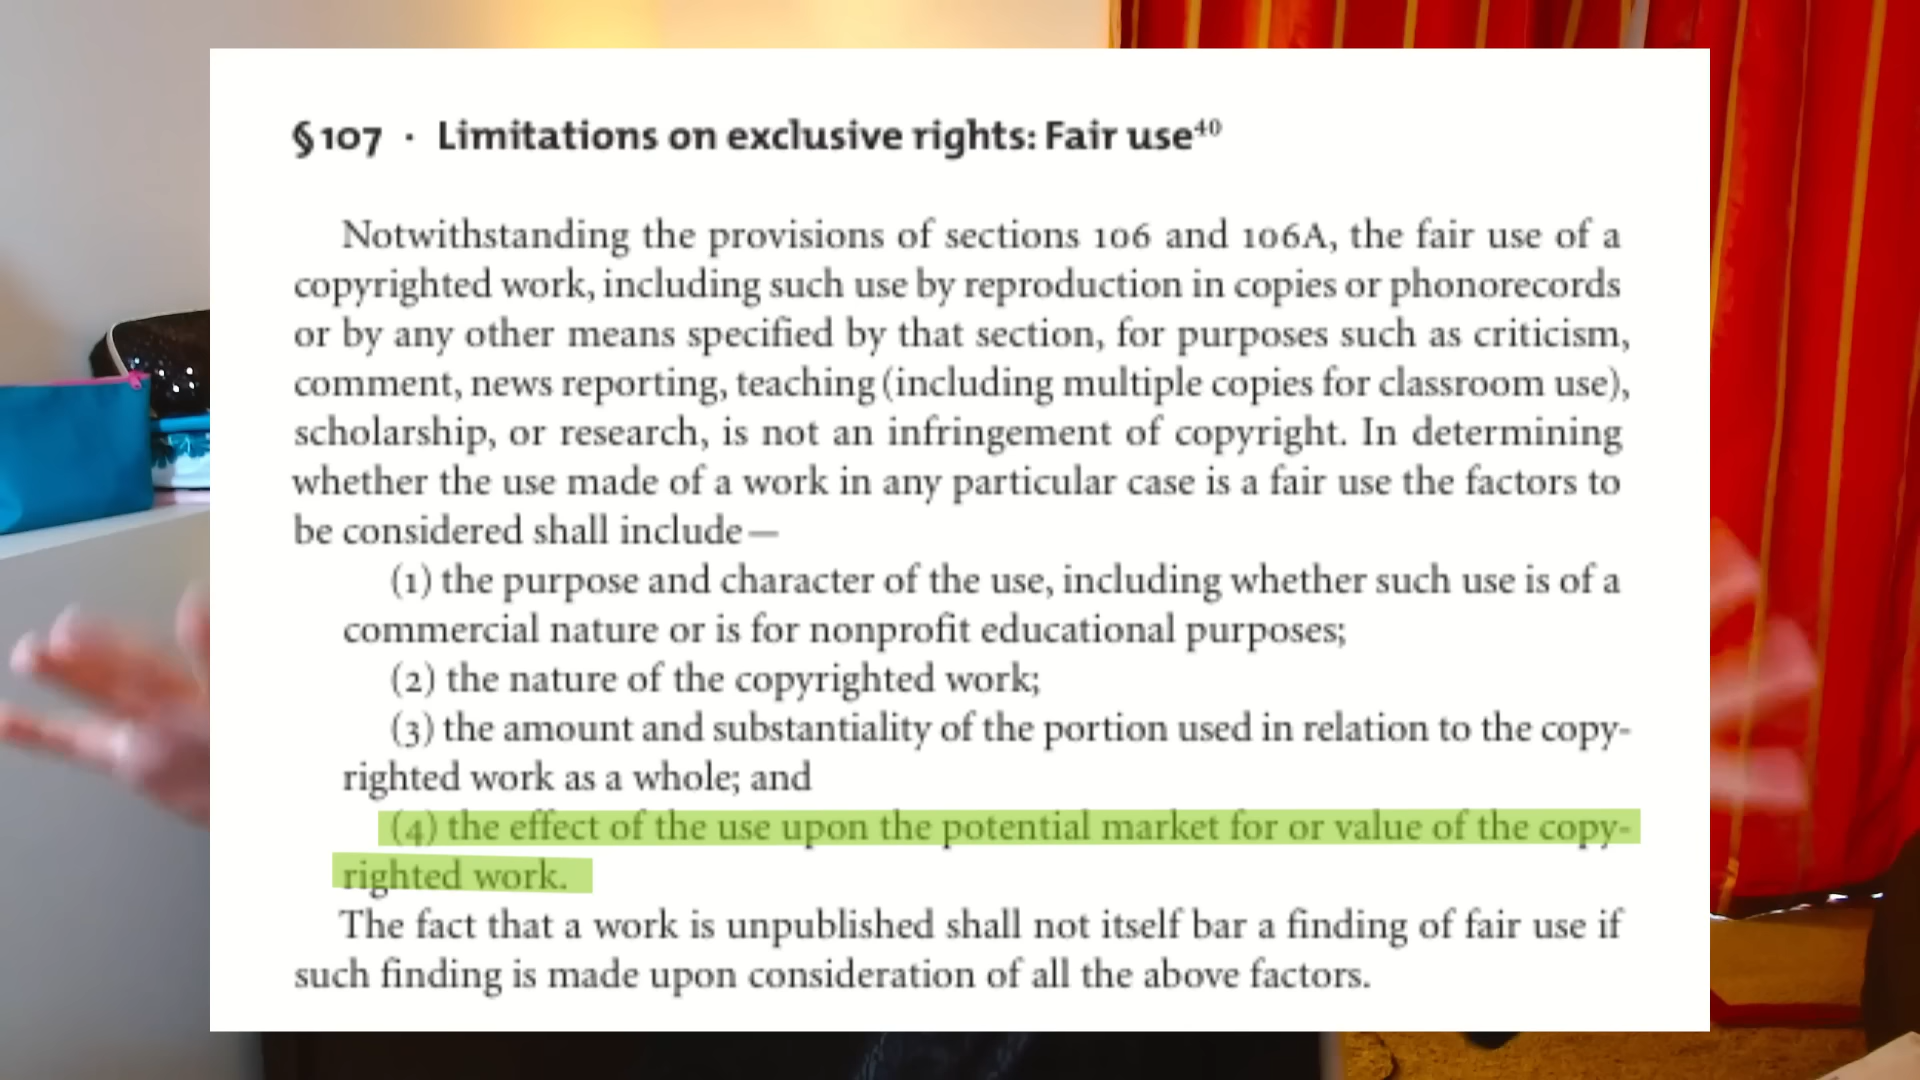 § 107 · Limitations on exclusive rights: Fair use40
Notwithstanding the provisions of sections 106 and 106A, the fair use of a
copyrighted work, including such use by reproduction in copies or phonorecords
or by any other means specified by that section, for purposes such as criticism,
comment, news reporting, teaching (including multiple copies for classroom use),
scholarship, or research, is not an infringement of copyright. In determining
whether the use made of a work in any particular case is a fair use the factors to
be considered shall include—
(1) the purpose and character of the use, including whether such use is of a
commercial nature or is for nonprofit educational purposes;
(2) the nature of the copyrighted work;
(3) the amount and substantiality of the portion used in relation to the copy-
righted work as a whole; and
(4) the effect of the use upon the potential market for or value of the copy-
righted work.
The fact that a work is unpublished shall not itself bar a finding of fair use if
such finding is made upon consideration of all the above factors.